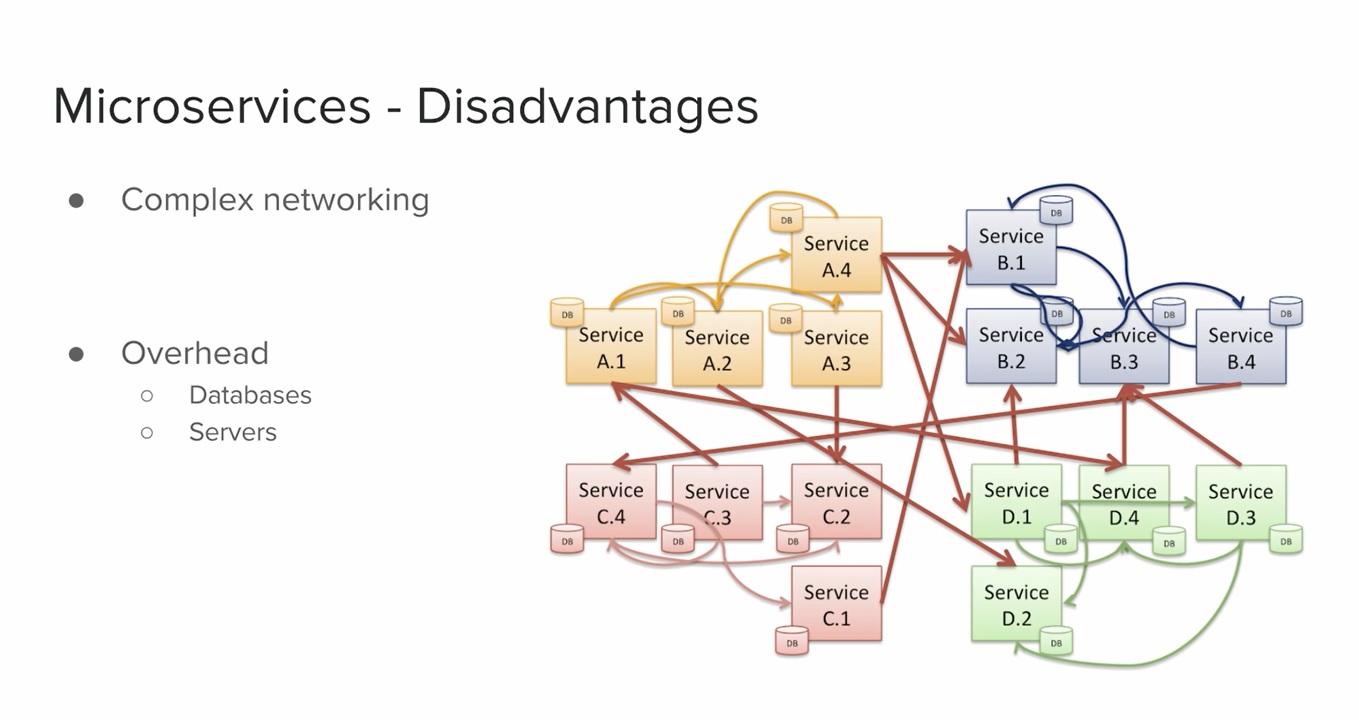 Microservices - Disadvantages
● Complex networking
● Overhead
○ Databases
○ Servers
DB
Service
A.4
DB
Service
B.1
DB
Service
A.1
DB
Service
A.2
DB
Service
A.3
DB
Service
B.2
DB
Service
B.3
DB
Service
B.4
Service
C.4
DB
Service
C.3
DB
Service
C.2
DB
Service
D.1
DB
Service
D.4
DB
Service
D.3
DB
Service
C.1
DB
Service
D.2
DB